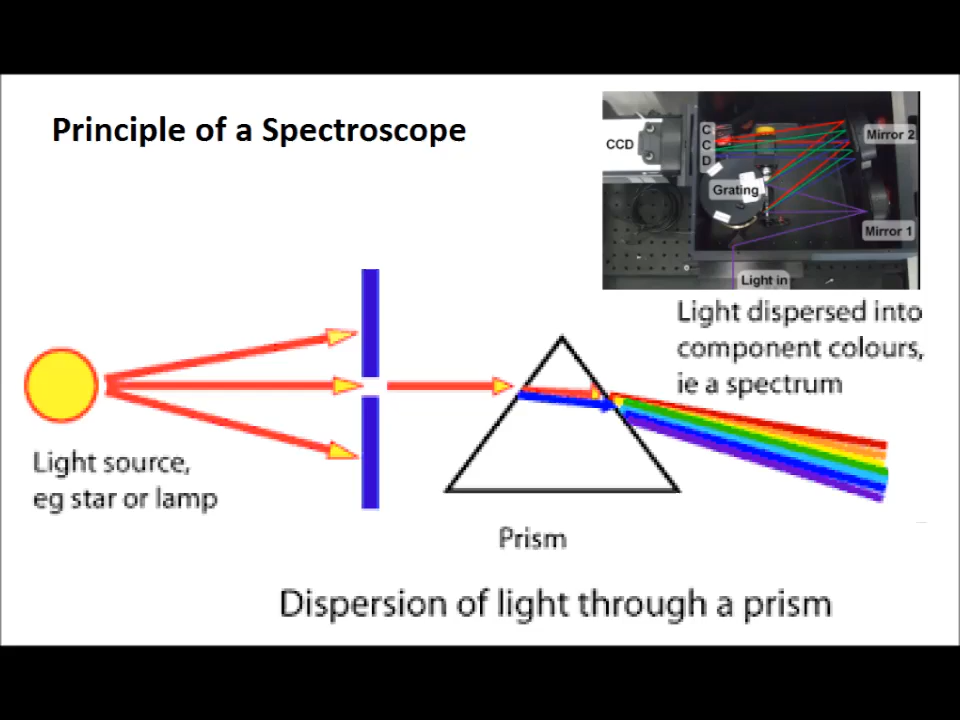 Principle of a Spectroscope
CCD
C
C
D
Mirror 2
Grating
Mirror 1
Light in
Light dispersed into
component colours,
ie a spectrum
Light source,
eg star or lamp
Prism
Dispersion of light through a prism